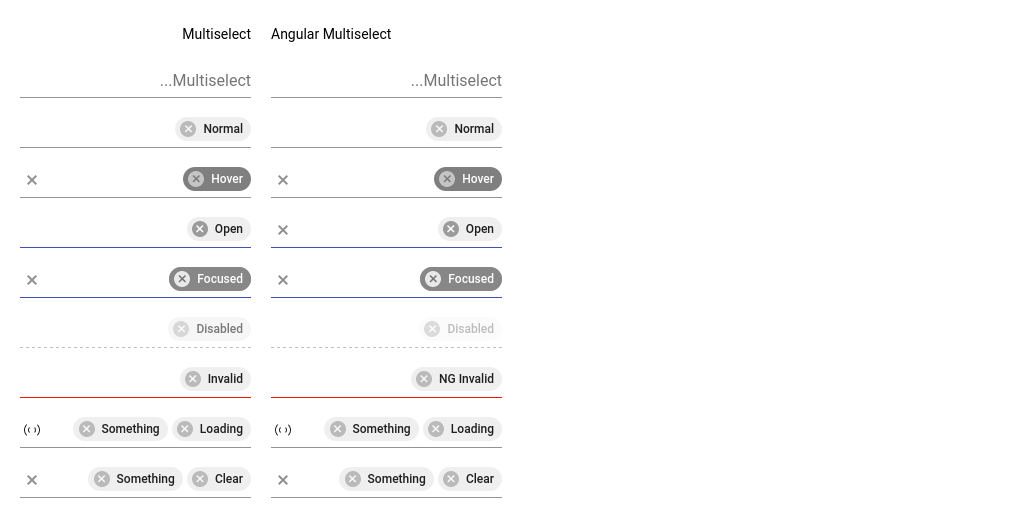 Multiselect Angular Multiselect
...Multiselect ...Multiselect
Normal Normal
Hover Hover
Open Open
Focused Focused
Disabled Disabled
Invalid NG Invalid
Something Loading Something Loading
Something Clear Something Clear